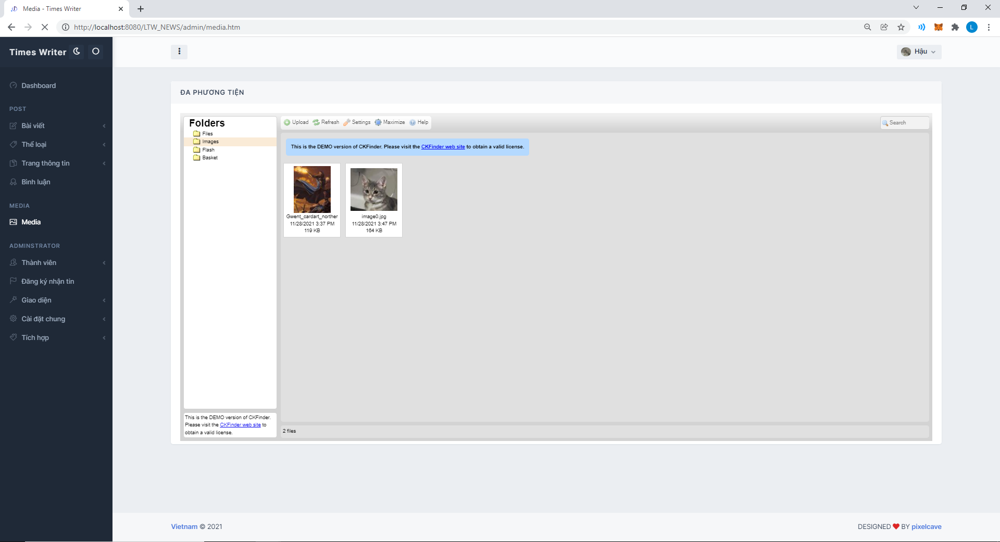 Media - Times Writer
http://localhost:8080/LTW_NEWS/admin/media.htm
L
Times Writer
Hậu
Dashboard
POST
Bài viết
Thể loại
Trang thông tin
Bình luận
MEDIA
Media
ADMINSTRATOR
Thành viên
Đăng ký nhận tin
Giao diện
Cài đặt chung
Tích hợp
ĐA PHƯƠNG TIỆN
Folders
Files
Images
Flash
Basket
This is the DEMO version of CKFinder.
Please visit the CKFinder web site to
obtain a valid license.
Upload Refresh Settings Maximize Help
Search
This is the DEMO version of CKFinder. Please visit the CKFinder web site to obtain a valid license.
Gwent_cardart_norther
11/28/2021 3:37 PM
119 KB
image0.jpg
11/28/2021 3:47 PM
164 KB
2 files
Vietnam © 2021
DESIGNED ❤ BY pixelcave